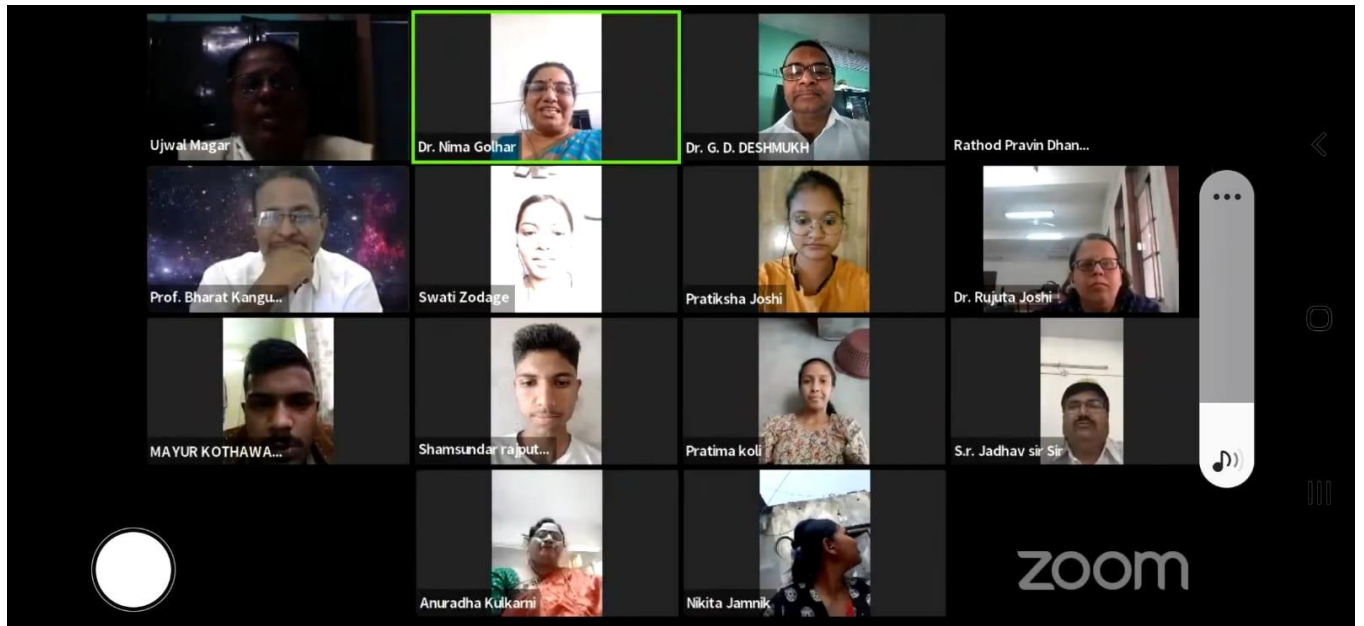 Ujwal Magar
Dr. Nima Golhar
Dr. G. D. DESHMUKH
Rathod Pravin Dhan...
Prof. Bharat Kangu...
Swati Zodage
Pratiksha Joshi
Dr. Rujuta Joshi
MAYUR KOTHAWA...
Shamsundar rajput...
Pratima koli
S.r. Jadhav sir Sir
Anuradha Kulkarni
Nikita Jamnik
zoom